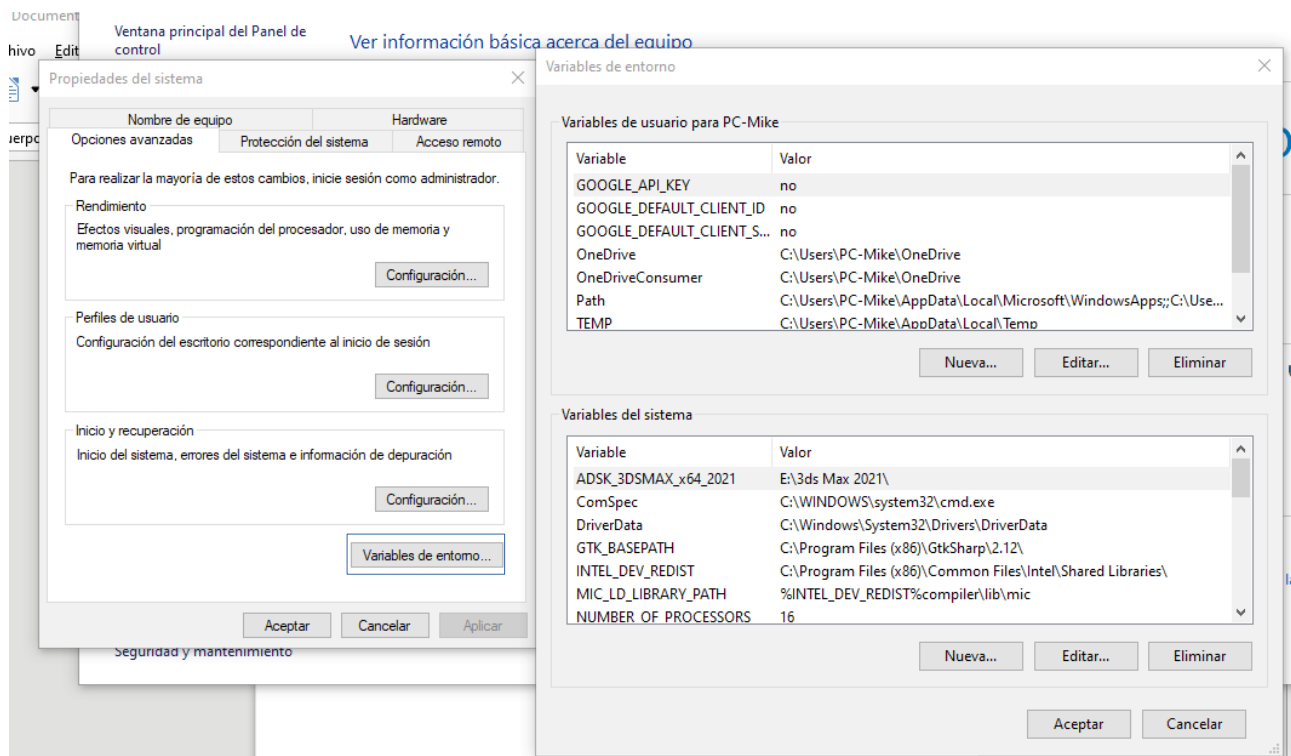 Document
Ventana principal del Panel de
control
Ver información básica acerca del equipo
hivo Edit
Propiedades del sistema
Nombre de equipo Hardware
Opciones avanzadas Protección del sistema Acceso remoto
Para realizar la mayoría de estos cambios, inicie sesión como administrador.
Rendimiento
Efectos visuales, programación del procesador, uso de memoria y
memoria virtual
Configuración...
Perfiles de usuario
Configuración del escritorio correspondiente al inicio de sesión
Configuración...
Inicio y recuperación
Inicio del sistema, errores del sistema e información de depuración
Configuración...
Variables de entorno...
Aceptar Cancelar Aplicar
Seguridad y mantenimiento
Variables de entorno
Variables de usuario para PC-Mike
Variable Valor
GOOGLE_API_KEY no
GOOGLE_DEFAULT_CLIENT_ID no
GOOGLE_DEFAULT_CLIENT_S... no
OneDrive C:\Users\PC-Mike\OneDrive
OneDriveConsumer C:\Users\PC-Mike\OneDrive
Path C:\Users\PC-Mike\AppData\Local\Microsoft\WindowsApps;;C:\Use...
TEMP C:\Users\PC-Mike\AppData\Local\Temp
Nueva... Editar... Eliminar
Variables del sistema
Variable Valor
ADSK_3DSMAX_x64_2021 E:\3ds Max 2021\
ComSpec C:\WINDOWS\system32\cmd.exe
DriverData C:\Windows\System32\Drivers\DriverData
GTK_BASEPATH C:\Program Files (x86)\GtkSharp\2.12\
INTEL_DEV_REDIST C:\Program Files (x86)\Common Files\Intel\Shared Libraries\
MIC_LD_LIBRARY_PATH %INTEL_DEV_REDIST%compiler\lib\mic
NUMBER_OF_PROCESSORS 16
Nueva... Editar... Eliminar
Aceptar Cancelar